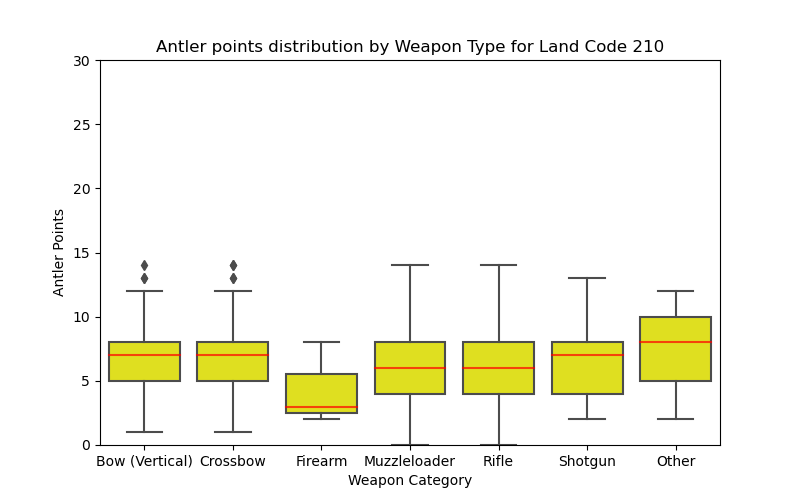 Antler points distribution by Weapon Type for Land Code 210
30
25
20
15
10
5
0
Antler Points
Bow (Vertical) Crossbow Firearm Muzzleloader Rifle Shotgun Other
Weapon Category